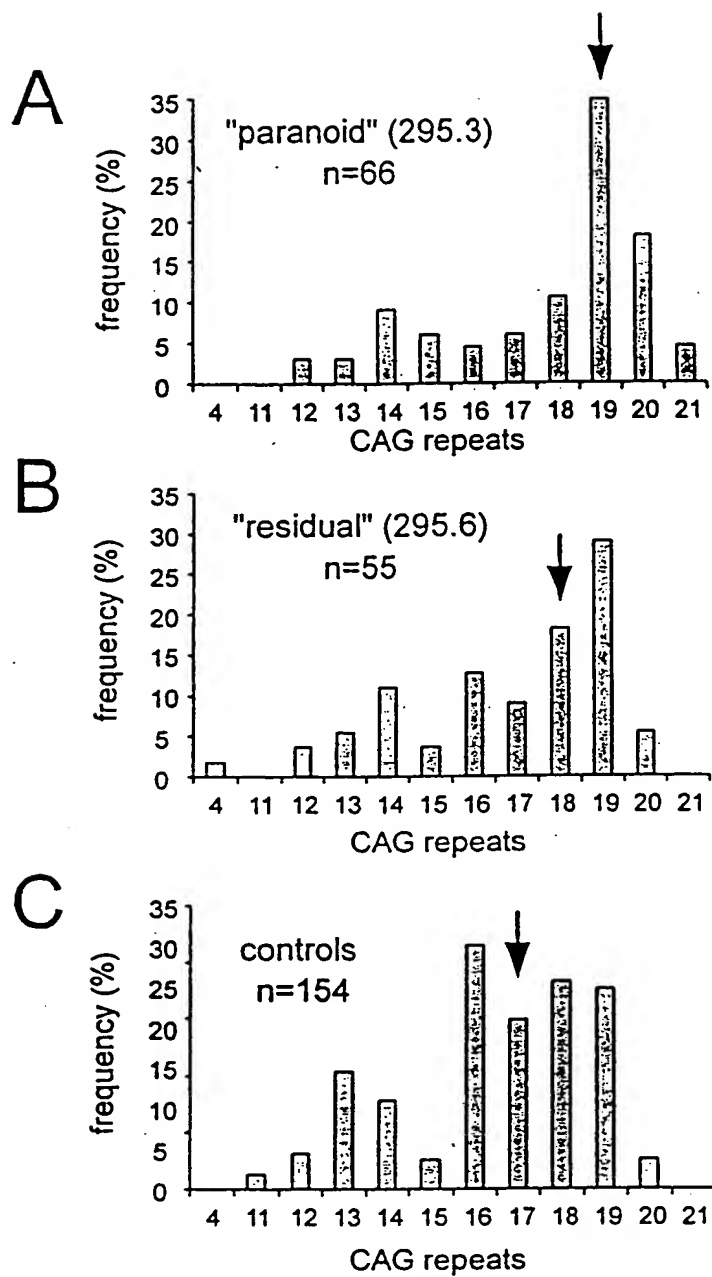 A
"paranoid" (295.3)
n=66
frequency (%)
35
30
25
20
15
10
5
0
4 11 12 13 14 15 16 17 18 19 20 21
CAG repeats
B
"residual" (295.6)
n=55
frequency (%)
35
30
25
20
15
10
5
0
4 11 12 13 14 15 16 17 18 19 20 21
CAG repeats
C
controls
n=154
frequency (%)
35
30
25
20
15
10
5
0
4 11 12 13 14 15 16 17 18 19 20 21
CAG repeats